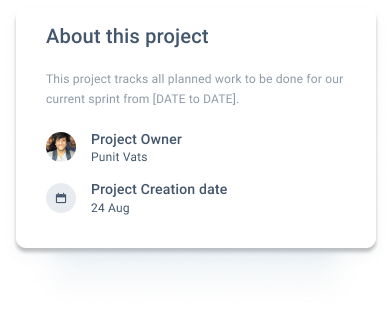 About this project
This project tracks all planned work to be done for our
current sprint from [DATE to DATE].
Project Owner
Punit Vats
Project Creation date
24 Aug